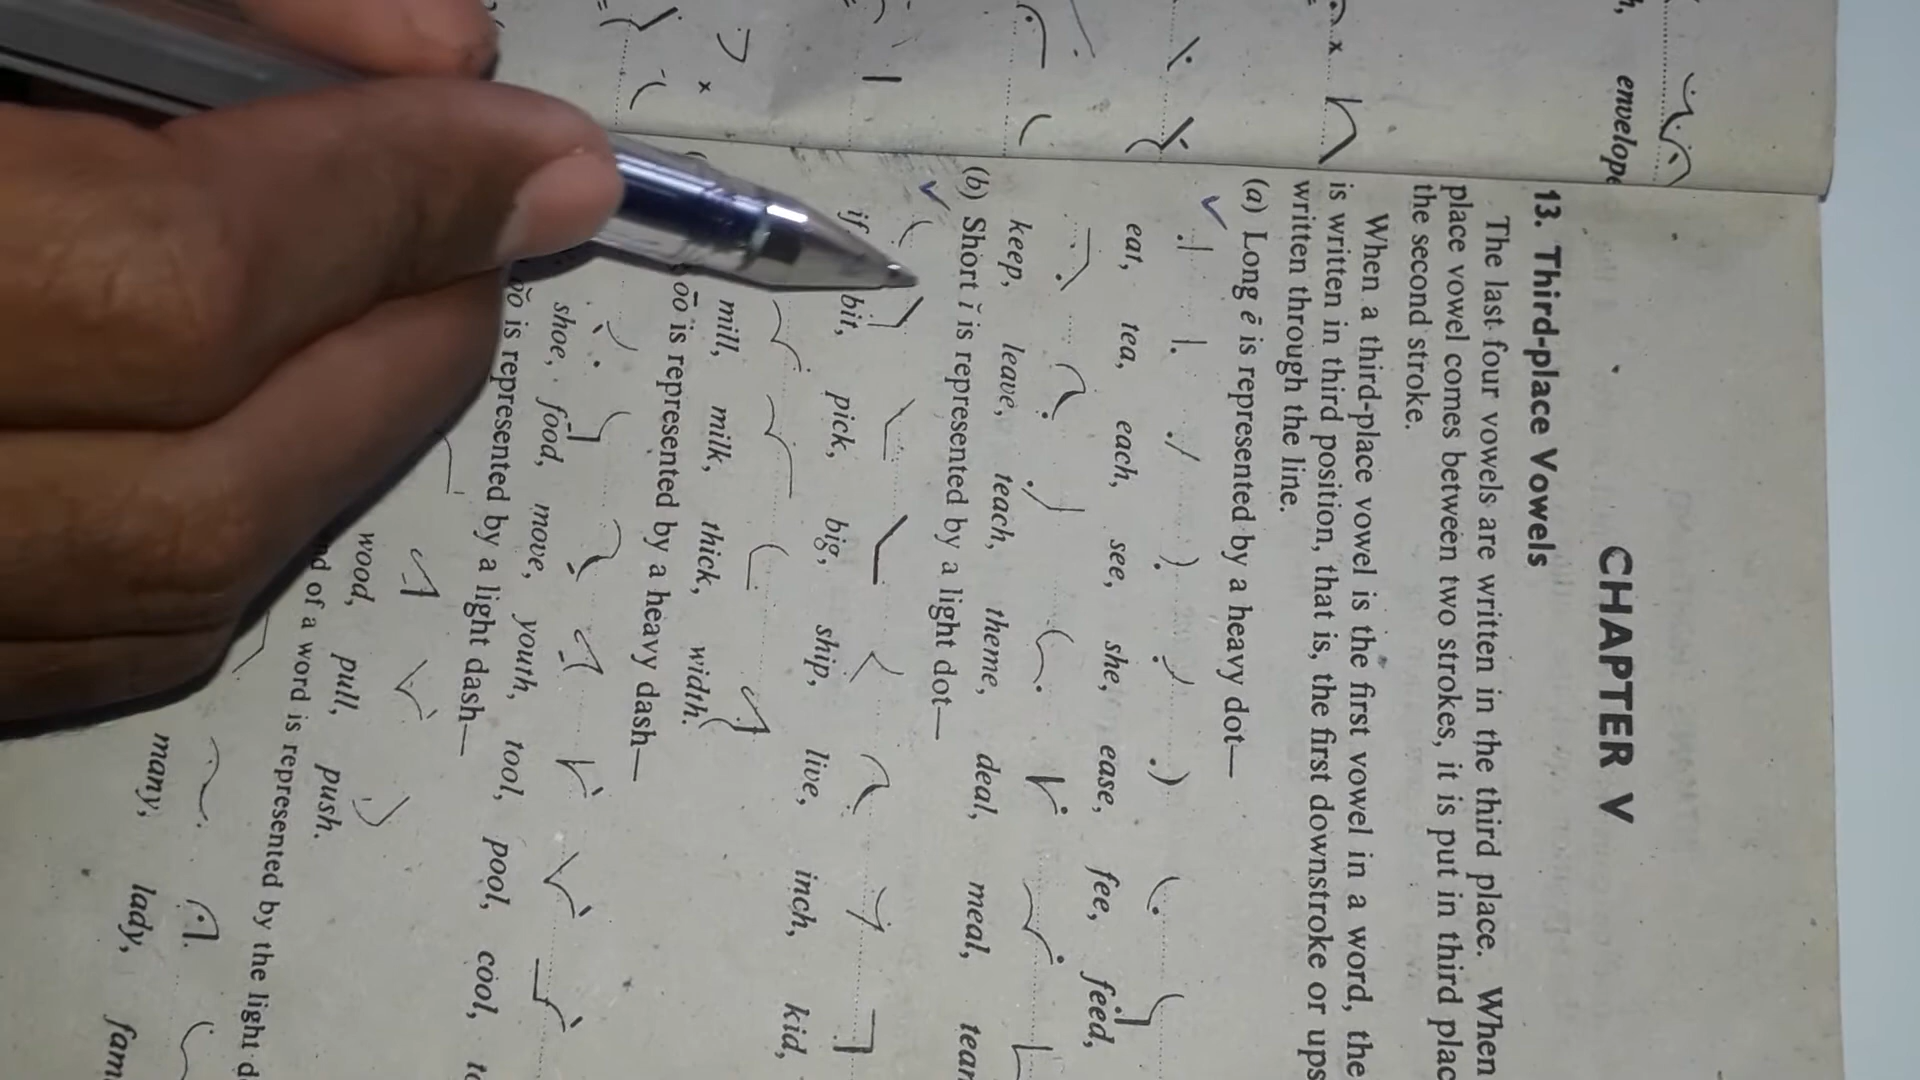 envelope
CHAPTER V
13. Third-place Vowels
The last four vowels are written in the third place. When
place vowel comes between two strokes, it is put in third plac
the second stroke.
When a third-place vowel is the first vowel in a word, the
is written in third position, that is, the first downstroke or ups
written through the line.
(a) Long ē is represented by a heavy dot—
eat, tea, each, see, she, ease, fee, feed,
keep, leave, teach, theme, deal, meal, tear
(b) Short ĭ is represented by a light dot—
if bit, pick, big, ship, live, inch, kid,
mill, milk, thick, width.
o͞o is represented by a heavy dash—
shoe, food, move, youth, tool, pool, cool, to
o͝o is represented by a light dash—
wood, pull, push.
nd of a word is represented by the light d
many, lady, fam